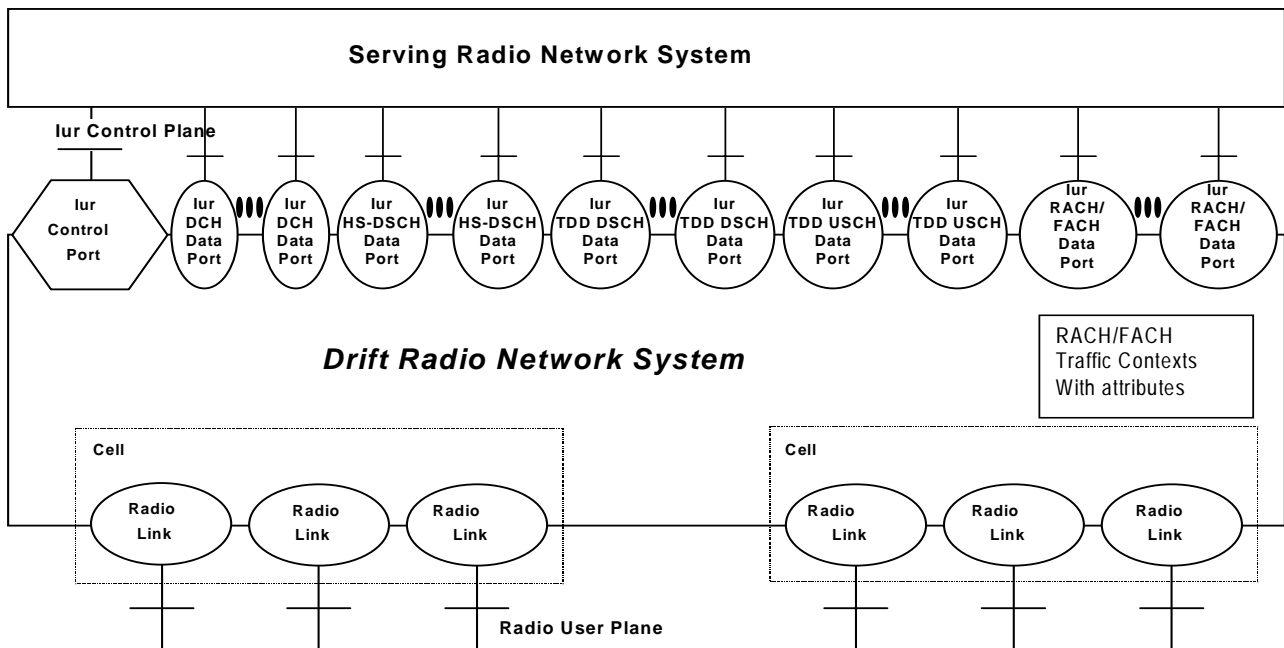 Serving Radio Network System
Iur Control Plane
Iur
Control
Port
Iur
DCH
Data
Port
Iur
DCH
Data
Port
Iur
HS-DSCH
Data
Port
Iur
HS-DSCH
Data
Port
Iur
TDD DSCH
Data
Port
Iur
TDD DSCH
Data
Port
Iur
TDD USCH
Data
Port
Iur
TDD USCH
Data
Port
Iur
RACH/
FACH
Data
Port
Iur
RACH/
FACH
Data
Port
Drift Radio Network System
RACH/FACH
Traffic Contexts
With attributes
Cell
Radio
Link
Radio
Link
Radio
Link
Cell
Radio
Link
Radio
Link
Radio
Link
Radio User Plane